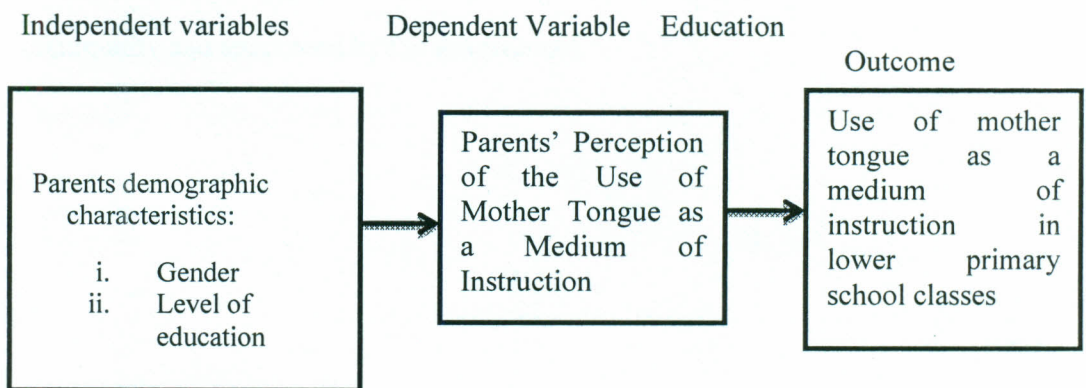 Independent variables
Dependent Variable Education
Outcome
Parents demographic
characteristics:
i. Gender
ii. Level of
education
Parents' Perception
of the Use of
Mother Tongue as
a Medium of
Instruction
Use of mother
tongue as a
medium of
instruction in
lower primary
school classes